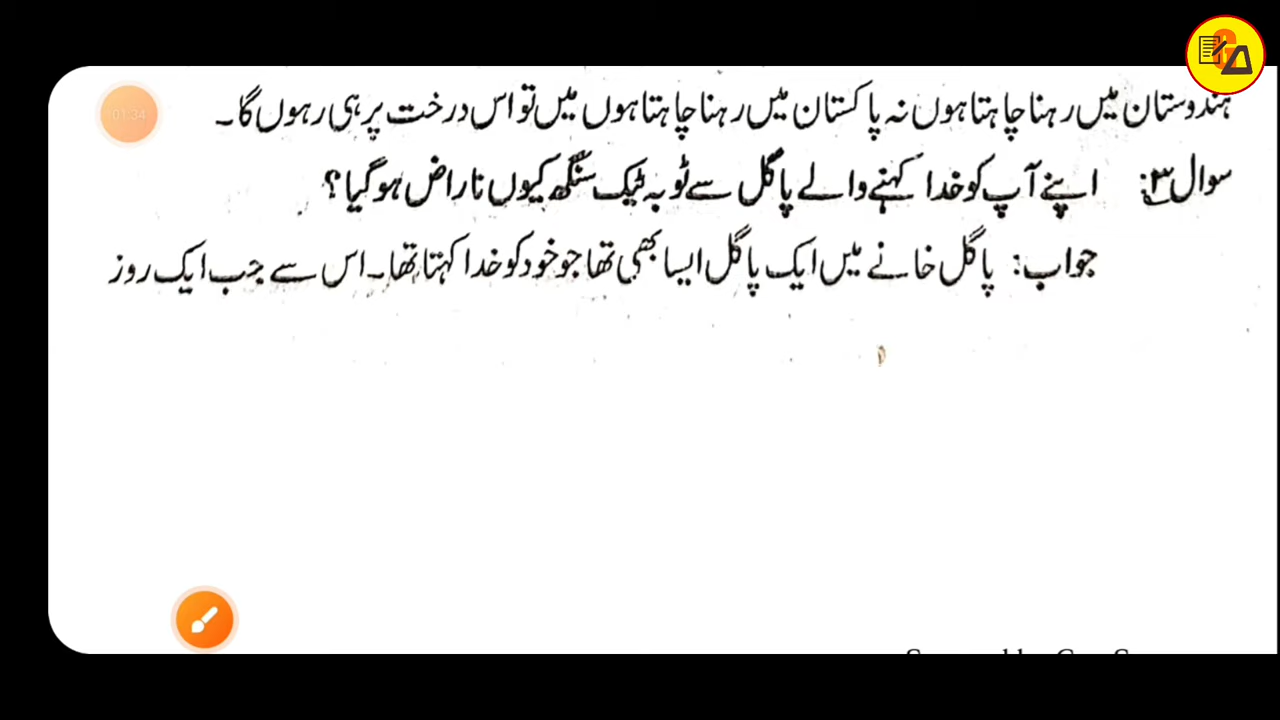 ہندوستان میں رہنا چاہتا ہوں نہ پاکستان میں رہنا چاہتا ہوں میں تو اس درخت پر ہی رہوں گا۔
سوال ۳: اپنے آپ کو خدا کہنے والے پاگل سے ٹوبہ ٹیک سنگھ کیوں ناراض ہو گیا؟
جواب: پاگل خانے میں ایک پاگل ایسا بھی تھا جو خود کو خدا کہتا تھا۔ اس سے جب ایک روز
01:34